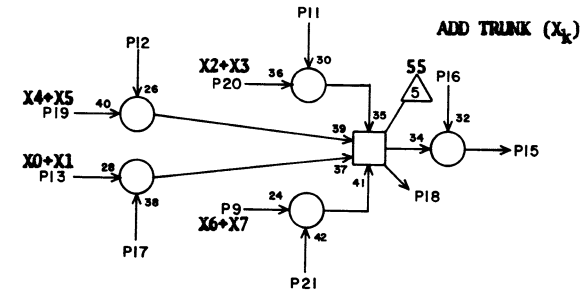 P11
ADD TRUNK (Xk)
P12
X2+X3
30
55
5
P16
36
P20
X4+X5
26
40
P19
35
32
39
34
P15
X0+X1
28
P13
37
41
P18
38
P9
24
X6+X7
42
P17
P21